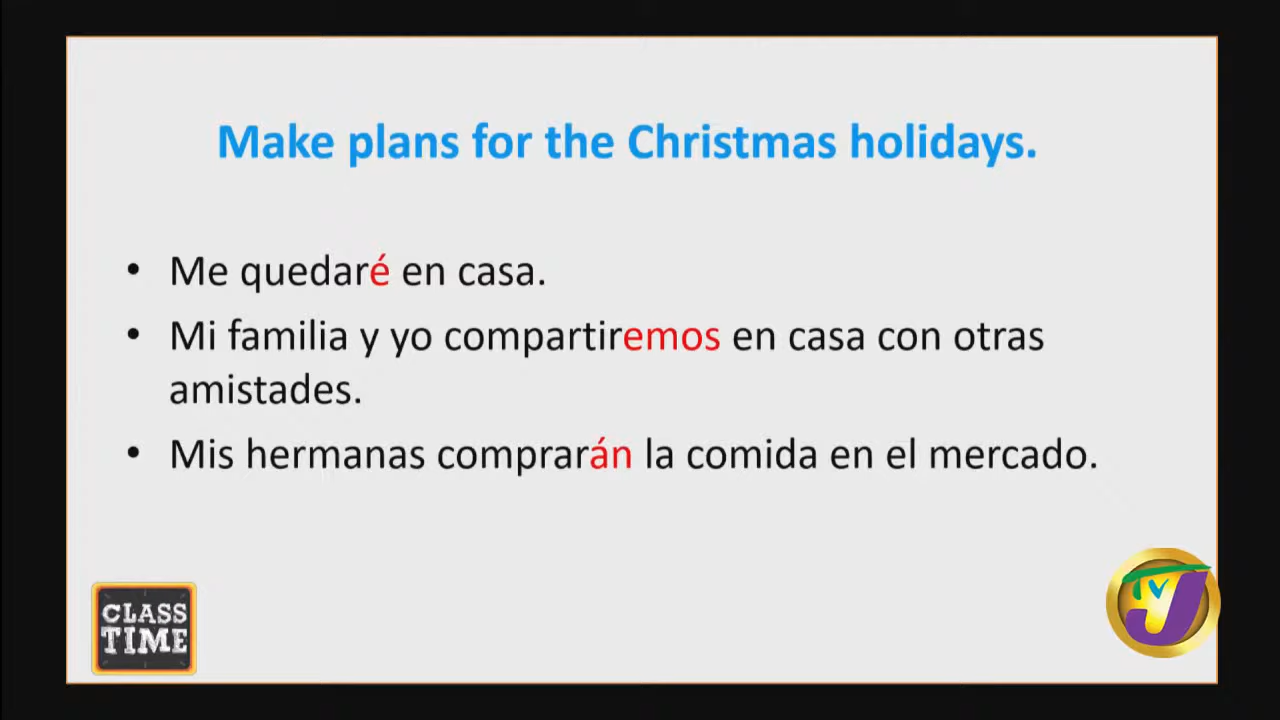 Make plans for the Christmas holidays.
• Me quedaré en casa.
• Mi familia y yo compartiremos en casa con otras
amistades.
• Mis hermanas comprarán la comida en el mercado.
CLASS
TIME
TVJ